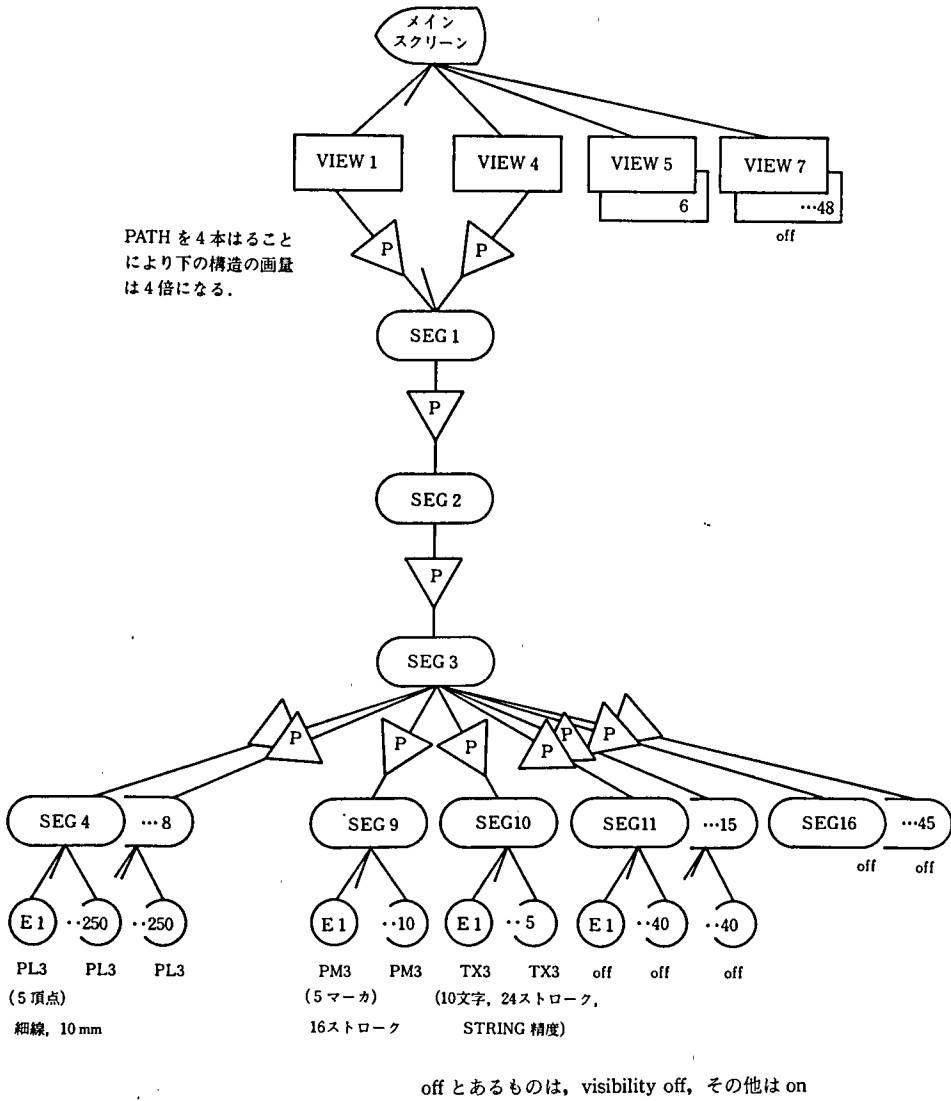 メイン
スクリーン
VIEW 1
VIEW 4
VIEW 5
6
VIEW 7
…48
off
PATH を 4 本はること
により下の構造の画量
は 4 倍になる.
P
P
SEG 1
P
SEG 2
P
SEG 3
P
P
P
P
P
P
SEG 4
…8
SEG 9
SEG10
SEG11
…15
SEG16
…45
off
off
E 1
‥250
‥250
E 1
‥10
E 1
‥5
E 1
‥40
‥40
PL3
PL3
PL3
PM3
PM3
TX3
TX3
off
off
off
(5 頂点)
(5 マーカ)
(10文字, 24ストローク,
細線, 10 mm
16ストローク
STRING 精度)
off とあるものは, visibility off, その他は on